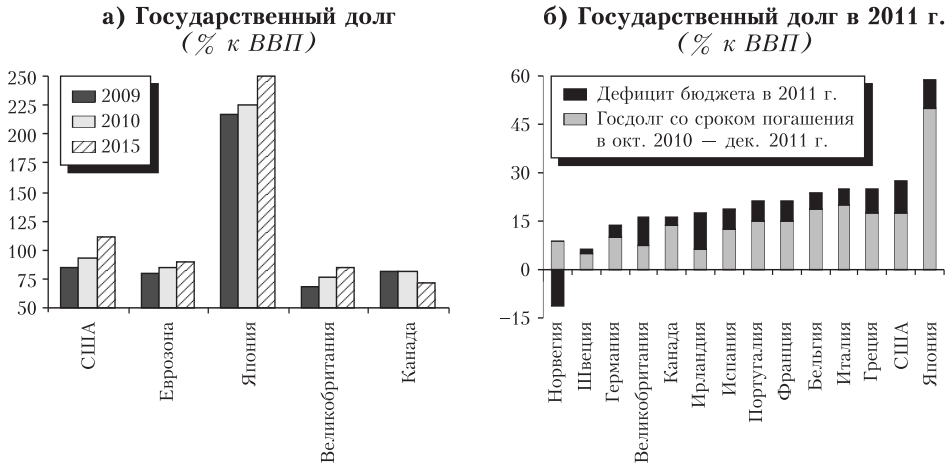 а) Государственный долг
(% к ВВП)
250
225
200
175
150
125
100
75
50
2009
2010
2015
США
Еврозона
Япония
Великобритания
Канада
б) Государственный долг в 2011 г.
(% к ВВП)
60
45
30
15
0
−15
Дефицит бюджета в 2011 г.
Госдолг со сроком погашения
в окт. 2010 — дек. 2011 г.
Норвегия
Швеция
Германия
Великобритания
Канада
Ирландия
Испания
Португалия
Франция
Бельгия
Италия
Греция
США
Япония